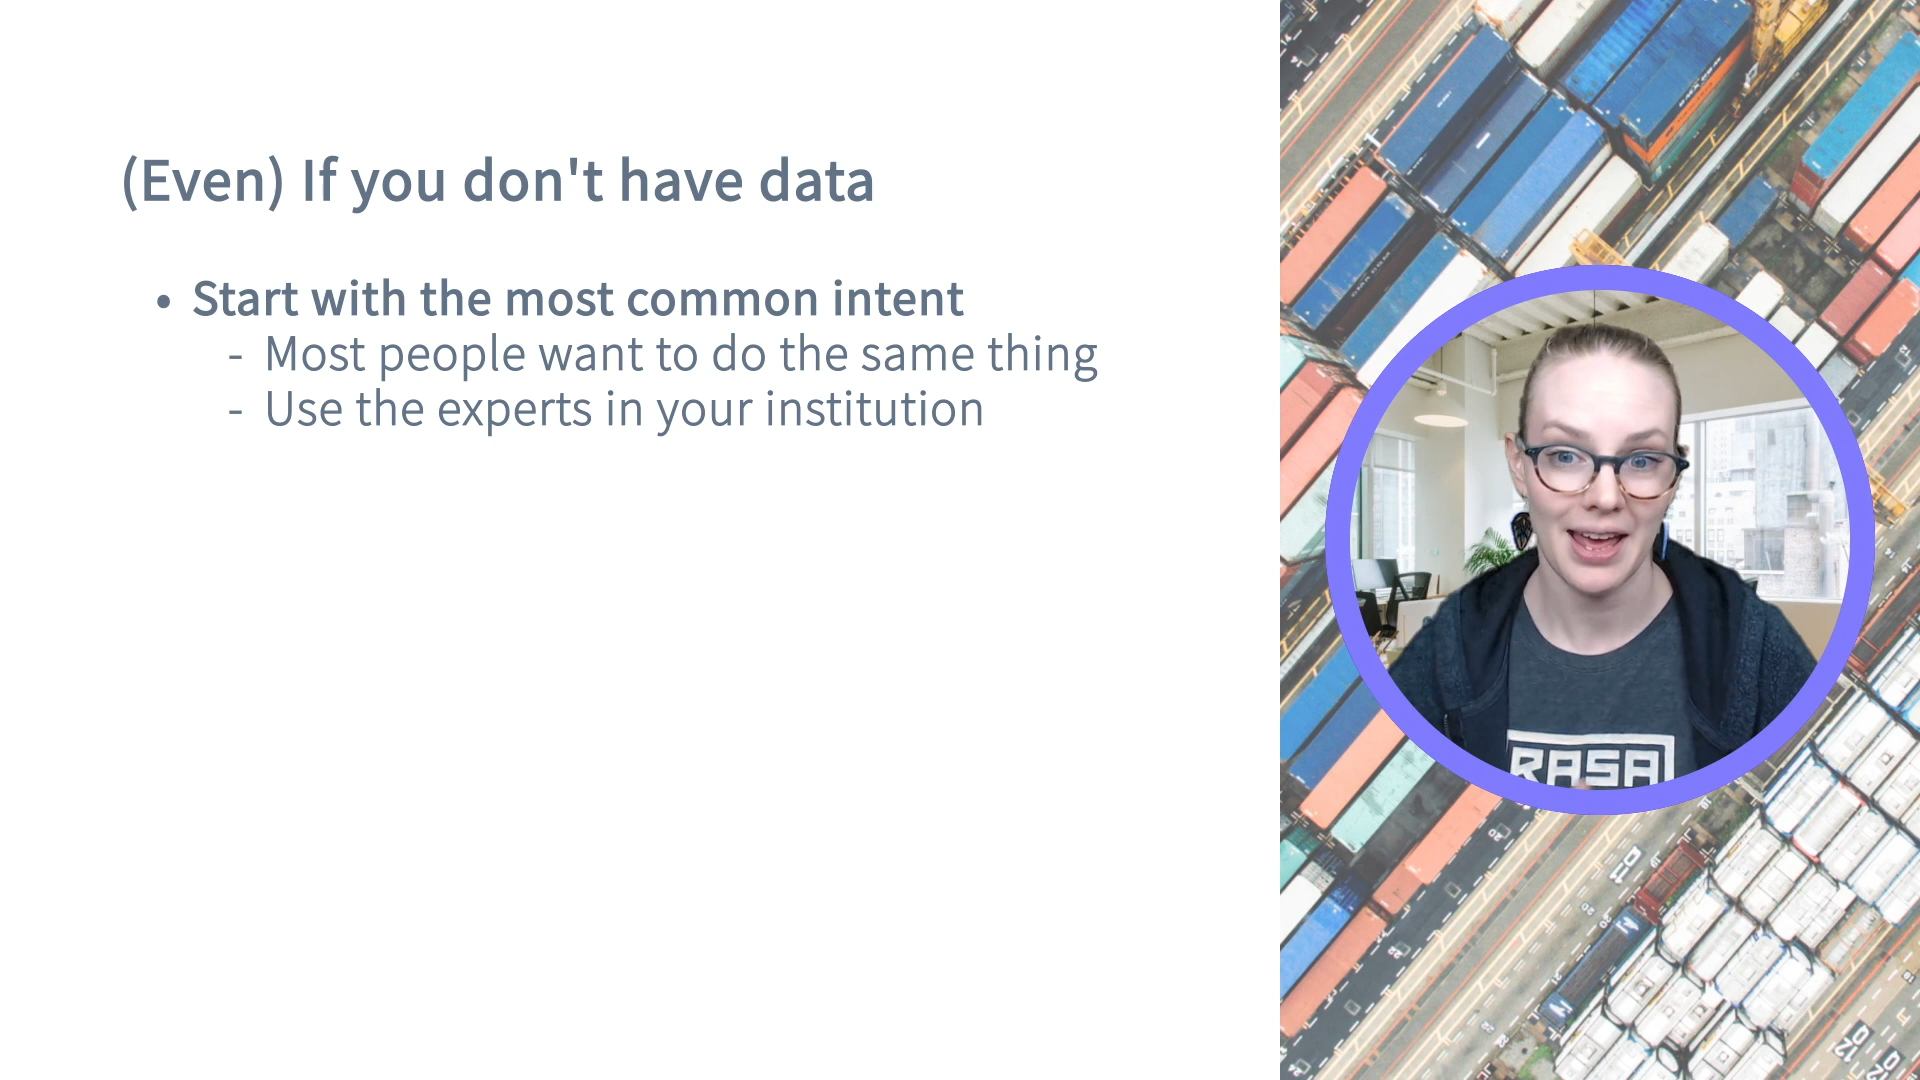 (Even) If you don't have data
• Start with the most common intent
- Most people want to do the same thing
- Use the experts in your institution
RASA